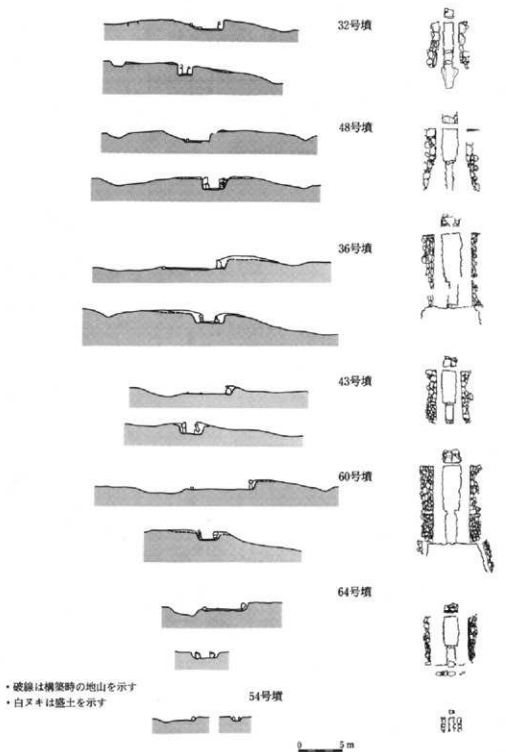 32号墳
48号墳
36号墳
43号墳
60号墳
64号墳
・破線は構築時の地山を示す
・白ヌキは盛土を示す
54号墳
0 5m